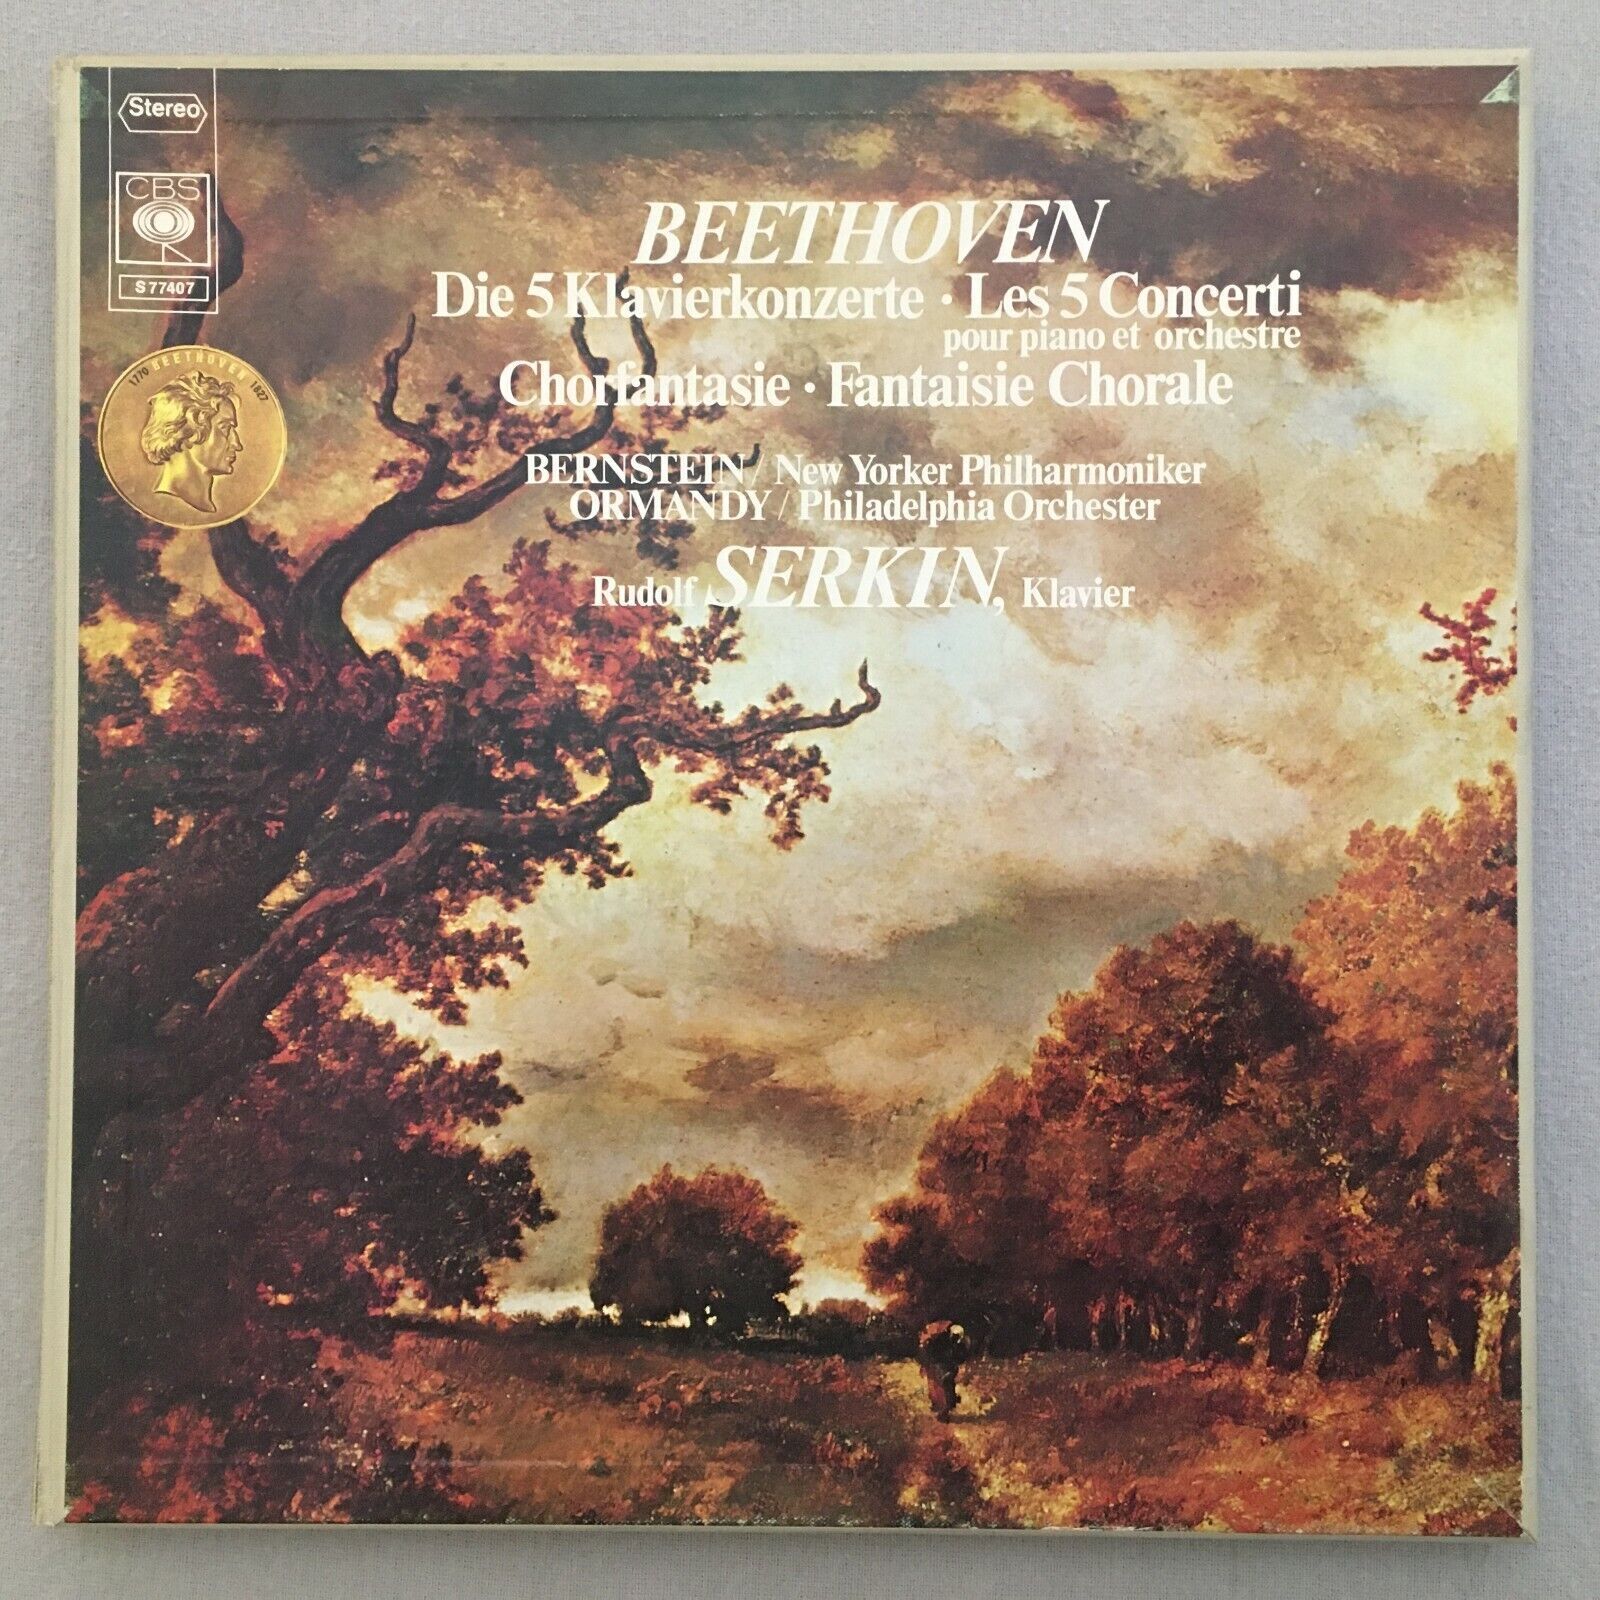 Stereo
CBS
S 77407
1770 BEETHOVEN 1827
BEETHOVEN
Die 5 Klavierkonzerte · Les 5 Concerti
pour piano et orchestre
Chorfantasie · Fantaisie Chorale
BERNSTEIN / New Yorker Philharmoniker
ORMANDY / Philadelphia Orchester
Rudolf SERKIN, Klavier